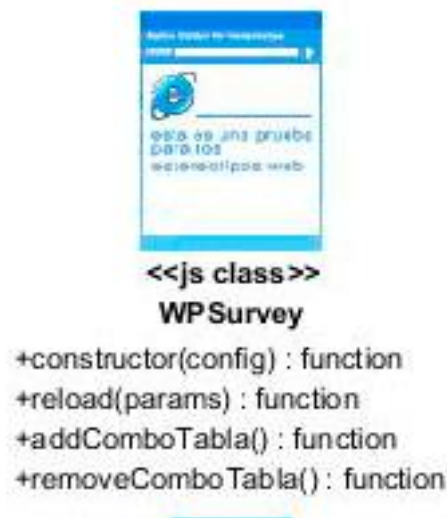 esta es una prueba
para los
web
<<js class>>
WPSurvey
+constructor(config) : function
+reload(params) : function
+addComboTabla() : function
+removeComboTabla() : function